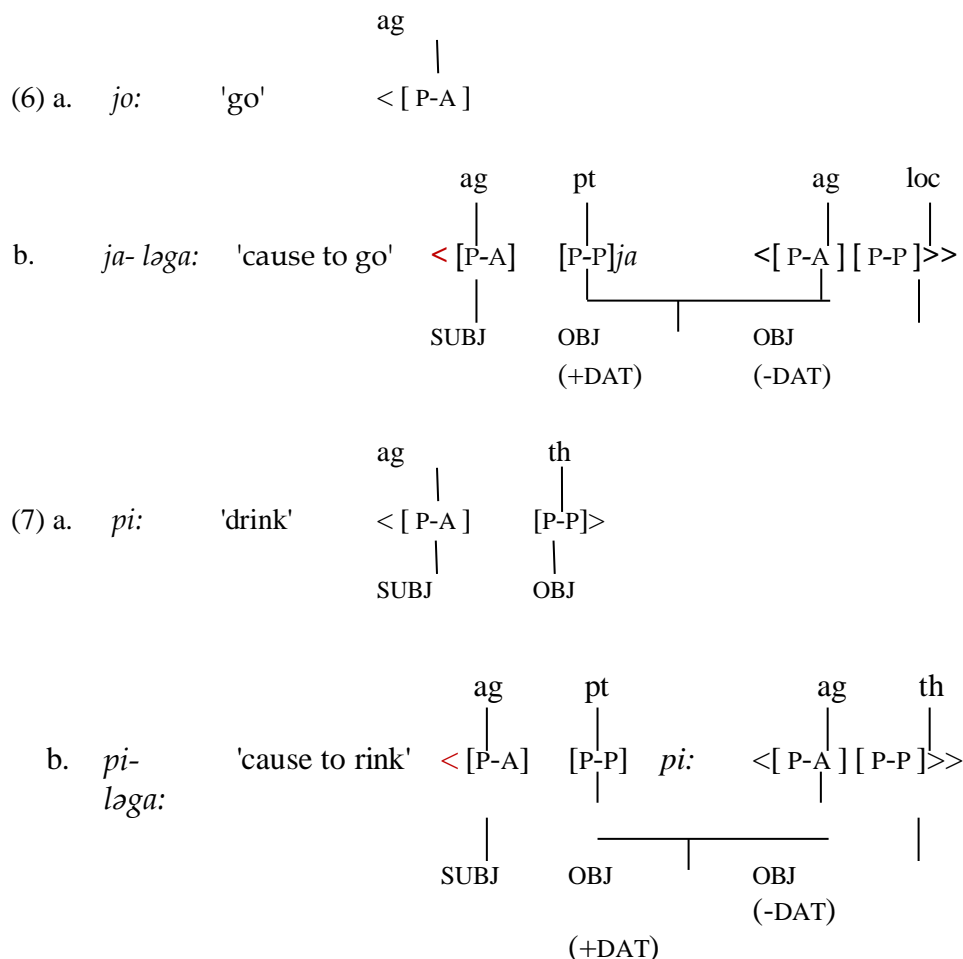 ag
(6) a. jo: 'go' < [ P-A ]
ag pt ag loc
b. ja- ləga: 'cause to go' < [P-A] [P-P]ja <[ P-A ] [ P-P ]>>
SUBJ OBJ OBJ
(+DAT) (-DAT)
ag th
(7) a. pi: 'drink' < [ P-A ] [P-P]>
SUBJ OBJ
ag pt ag th
b. pi- 'cause to rink' < [P-A] [P-P] pi: <[ P-A ] [ P-P ]>>
ləga:
SUBJ OBJ OBJ
(-DAT)
(+DAT)